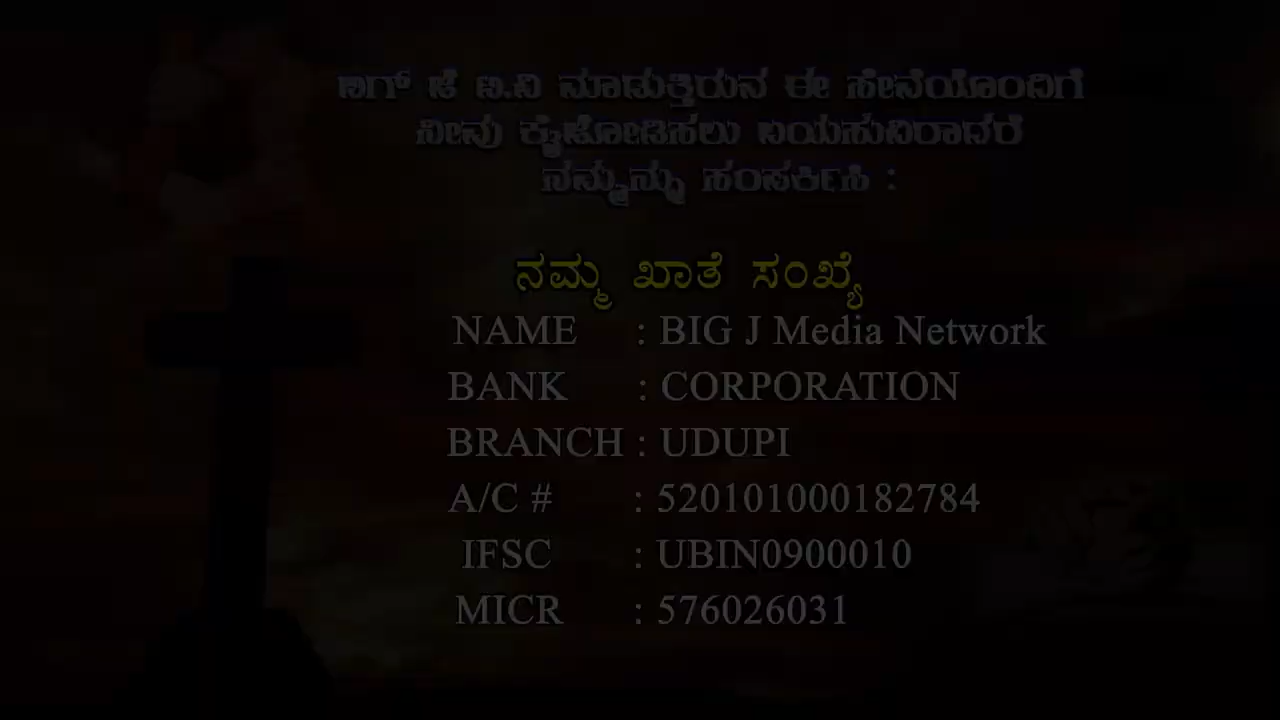 ಬಿಗ್ ಜೆ ಟಿ.ವಿ ಮಾಡುತ್ತಿರುವ ಈ ಸೇವೆಯೊಂದಿಗೆ
ನೀವು ಕೈಜೋಡಿಸಲು ಬಯಸುವಿರಾದರೆ
ನಮ್ಮನ್ನು ಸಂಪರ್ಕಿಸಿ :
ನಮ್ಮ ಖಾತೆ ಸಂಖ್ಯೆ
NAME : BIG J Media Network
BANK : CORPORATION
BRANCH : UDUPI
A/C # : 520101000182784
IFSC : UBIN0900010
MICR : 576026031